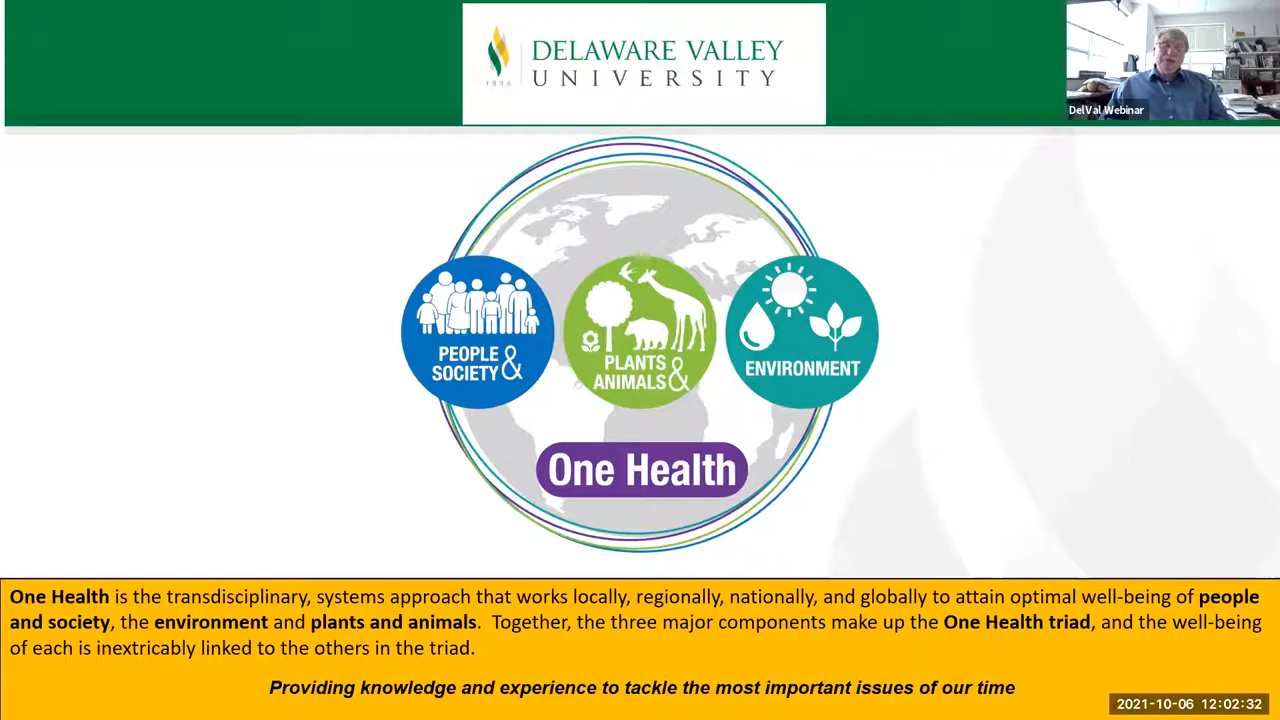 DELAWARE VALLEY
UNIVERSITY
1896
DelVal Webinar
PEOPLE &
SOCIETY
PLANTS &
ANIMALS
ENVIRONMENT
One Health
One Health is the transdisciplinary, systems approach that works locally, regionally, nationally, and globally to attain optimal well-being of people
and society, the environment and plants and animals. Together, the three major components make up the One Health triad, and the well-being
of each is inextricably linked to the others in the triad.
Providing knowledge and experience to tackle the most important issues of our time
2021-10-06 12:02:32